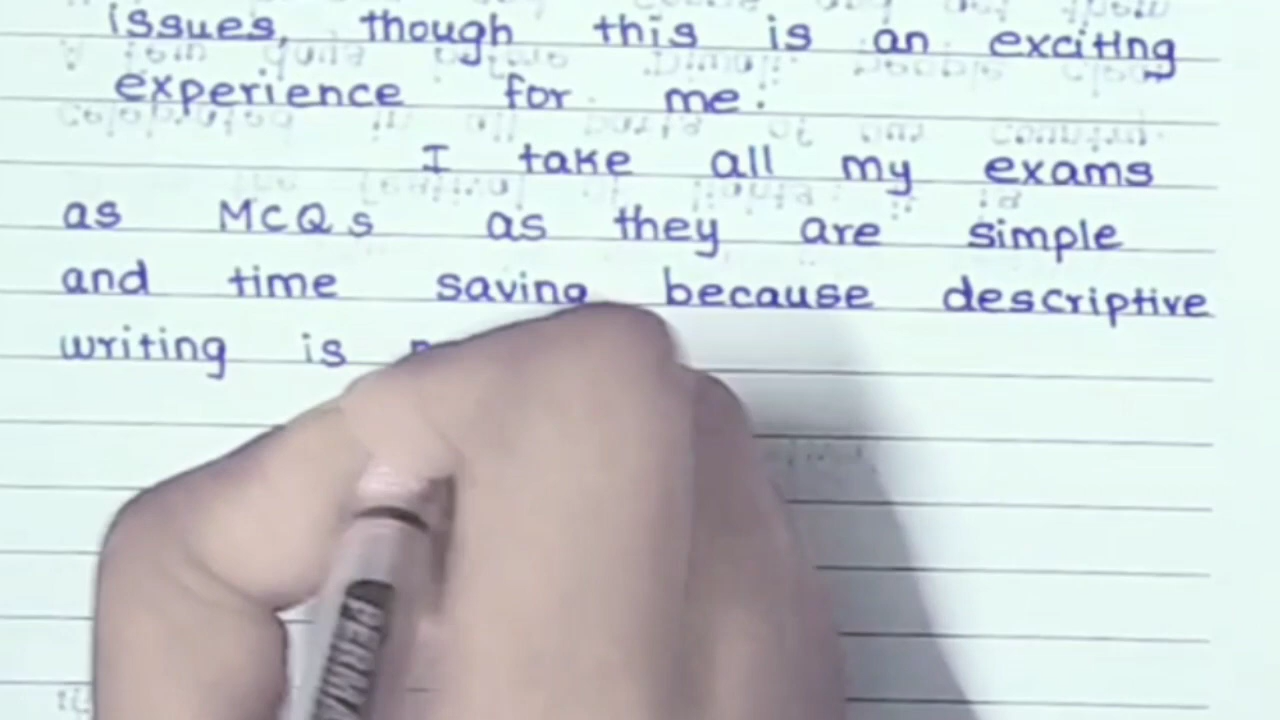 issues, though this is an exciting
experience for me.
I take all my exams
as MCQs as they are simple
and time saving because descriptive
writing is
PERMA